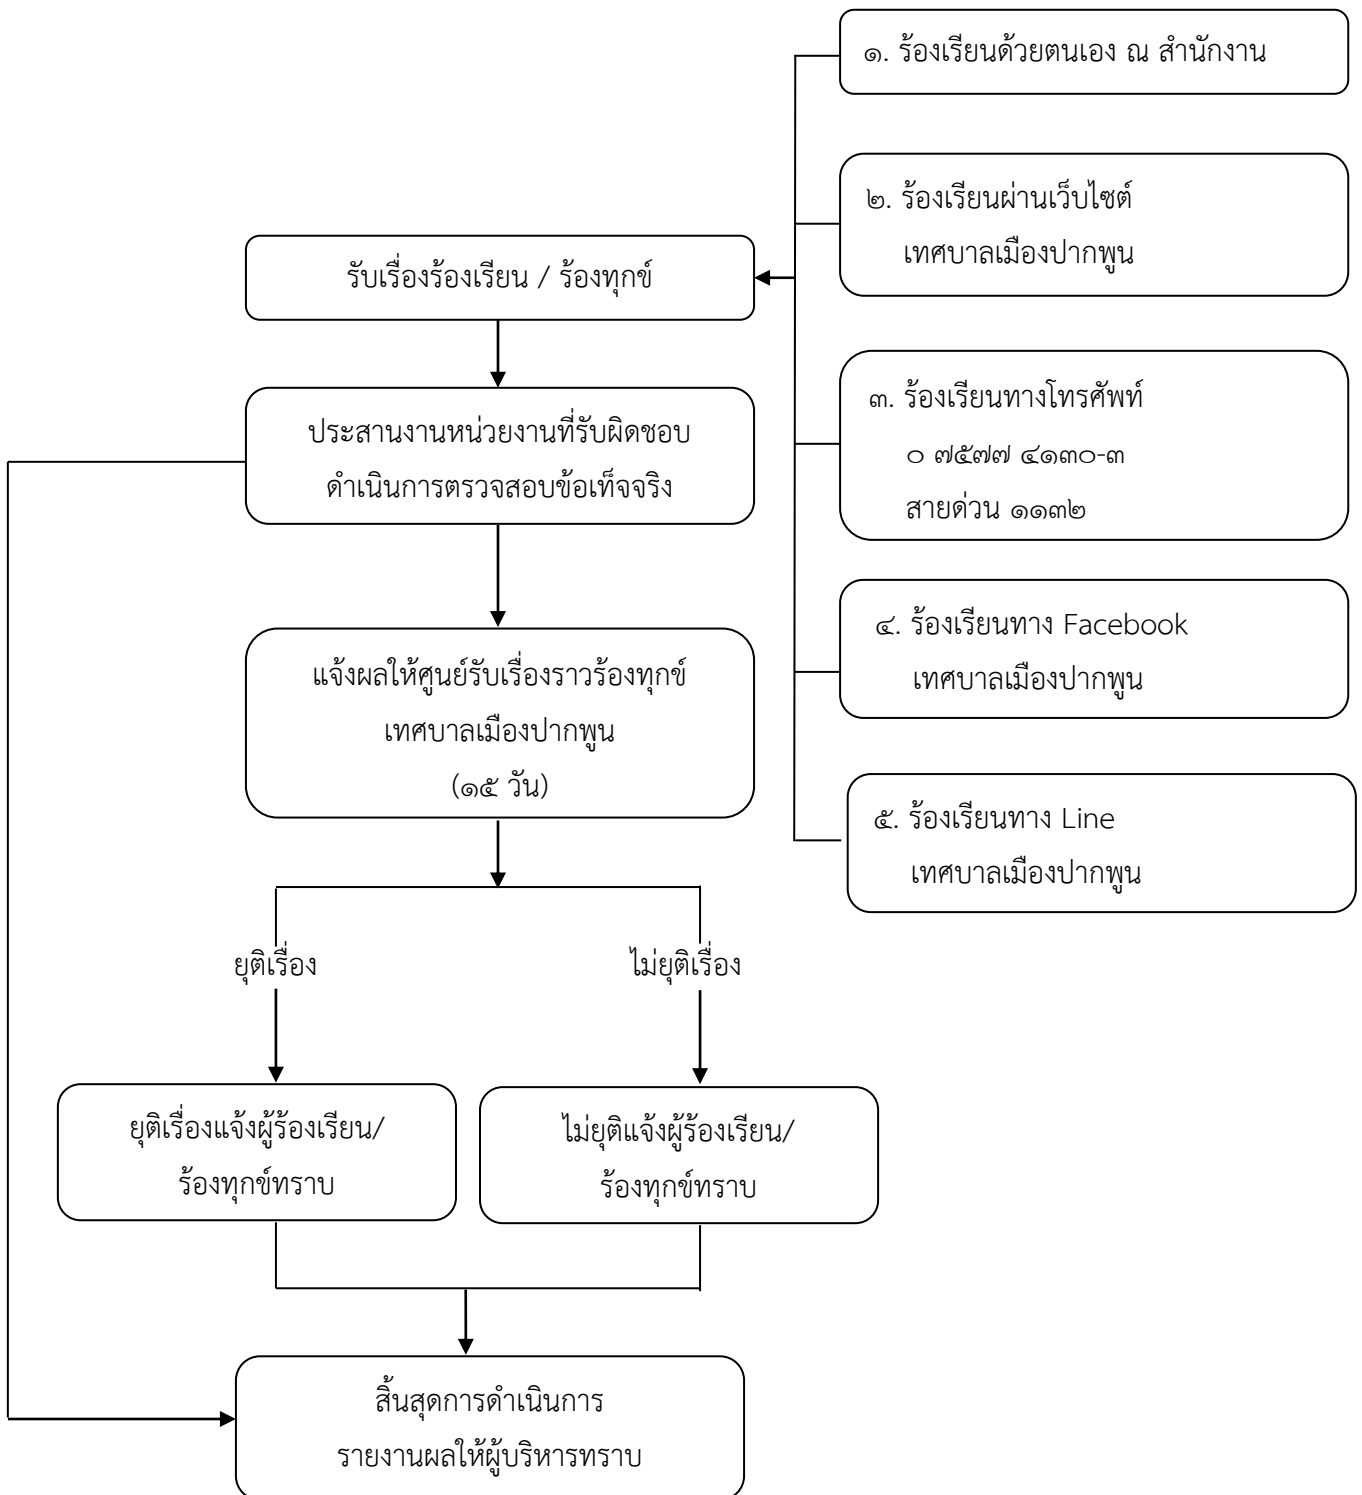 ๑. ร้องเรียนด้วยตนเอง ณ สำนักงาน
๒. ร้องเรียนผ่านเว็บไซต์
เทศบาลเมืองปากพูน
๓. ร้องเรียนทางโทรศัพท์
๐ ๗๕๗๗ ๔๑๓๐-๓
สายด่วน ๑๑๓๒
๔. ร้องเรียนทาง Facebook
เทศบาลเมืองปากพูน
๕. ร้องเรียนทาง Line
เทศบาลเมืองปากพูน
รับเรื่องร้องเรียน / ร้องทุกข์
ประสานงานหน่วยงานที่รับผิดชอบ
ดำเนินการตรวจสอบข้อเท็จจริง
แจ้งผลให้ศูนย์รับเรื่องราวร้องทุกข์
เทศบาลเมืองปากพูน
(๑๕ วัน)
ยุติเรื่อง
ไม่ยุติเรื่อง
ยุติเรื่องแจ้งผู้ร้องเรียน/
ร้องทุกข์ทราบ
ไม่ยุติแจ้งผู้ร้องเรียน/
ร้องทุกข์ทราบ
สิ้นสุดการดำเนินการ
รายงานผลให้ผู้บริหารทราบ